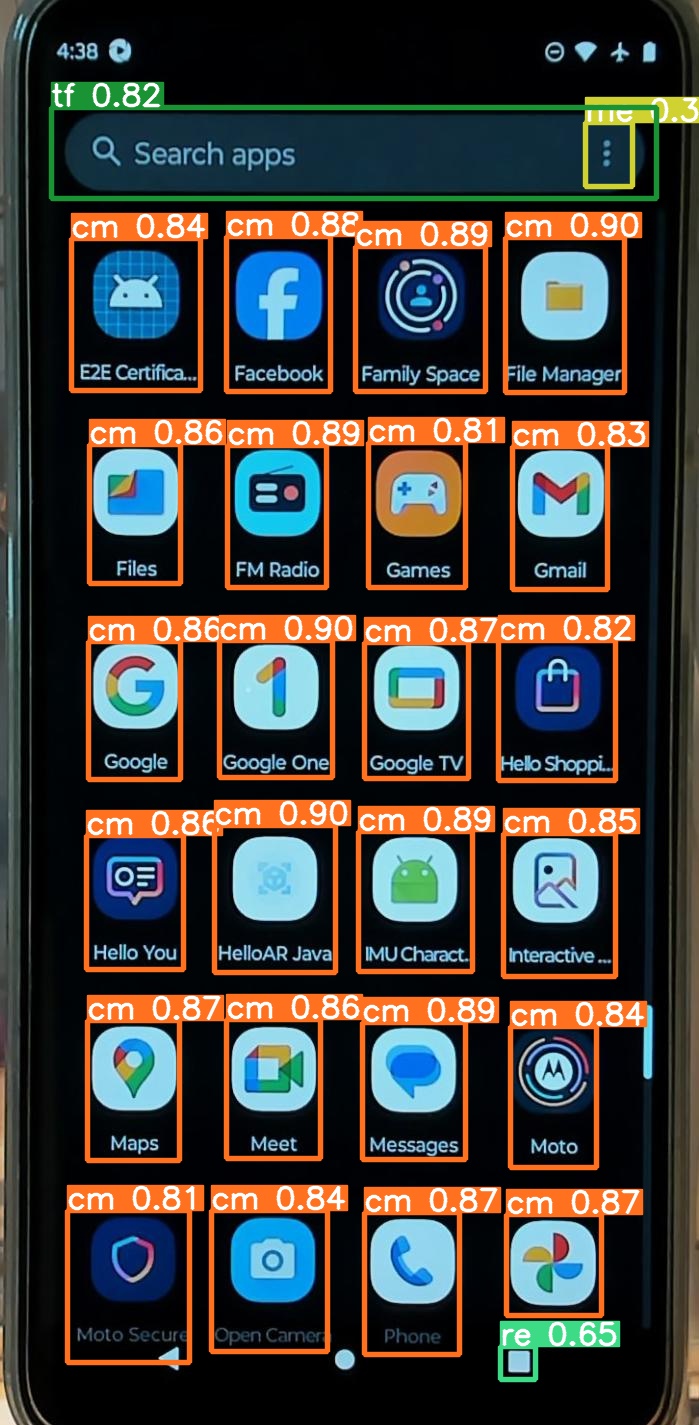 4:38
tf 0.82
me 0.3
Search apps
cm 0.84 cm 0.88 cm 0.89 cm 0.90
E2E Certifica... Facebook Family Space File Manager
cm 0.86 cm 0.89 cm 0.81 cm 0.83
Files FM Radio Games Gmail
cm 0.86 cm 0.90 cm 0.87 cm 0.82
Google Google One Google TV Hello Shoppi...
cm 0.86 cm 0.90 cm 0.89 cm 0.85
Hello You HelloAR Java IMU Charact. Interactive ...
cm 0.87 cm 0.86 cm 0.89 cm 0.84
Maps Meet Messages Moto
cm 0.81 cm 0.84 cm 0.87 cm 0.87
Moto Secure Open Camera Phone
re 0.65